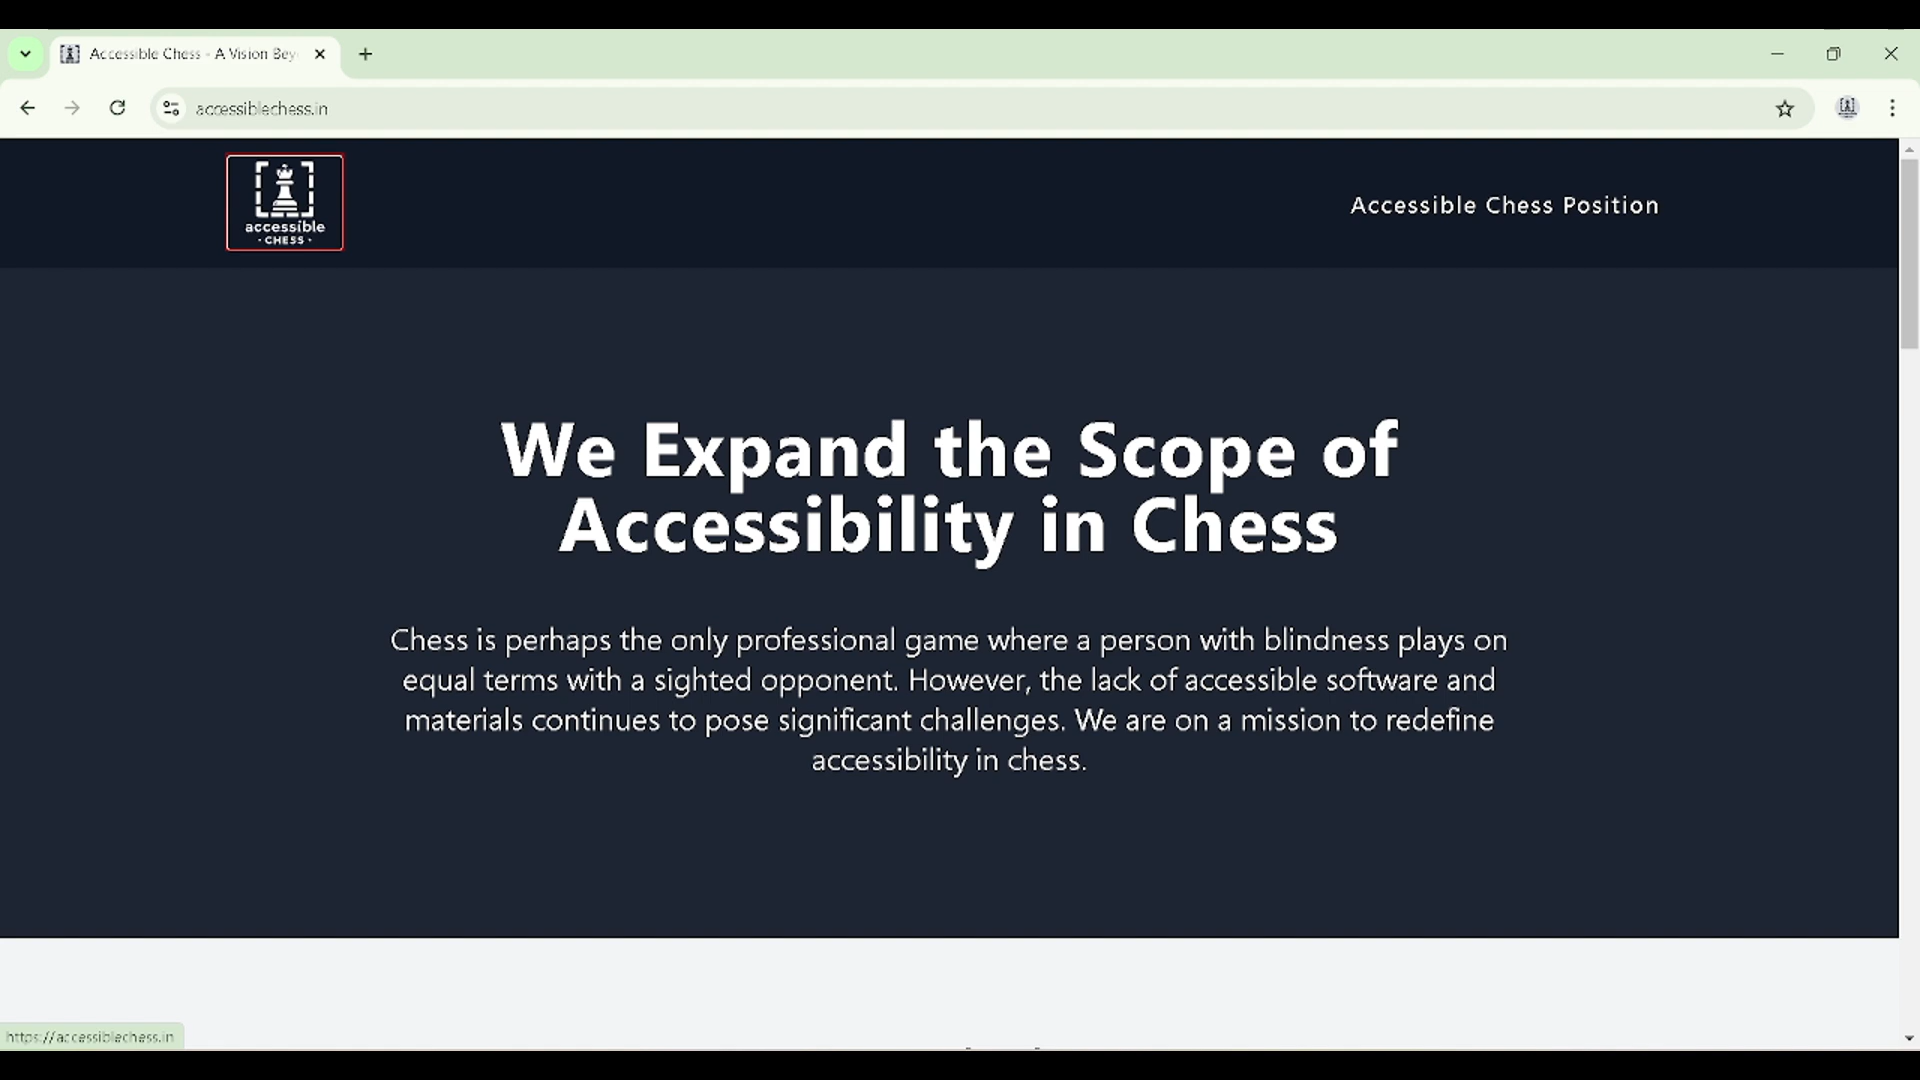 Accessible Chess - A Vision Bey
accessiblechess.in
accessible
- CHESS -
Accessible Chess Position
We Expand the Scope of
Accessibility in Chess
Chess is perhaps the only professional game where a person with blindness plays on
equal terms with a sighted opponent. However, the lack of accessible software and
materials continues to pose significant challenges. We are on a mission to redefine
accessibility in chess.
https://accessiblechess.in